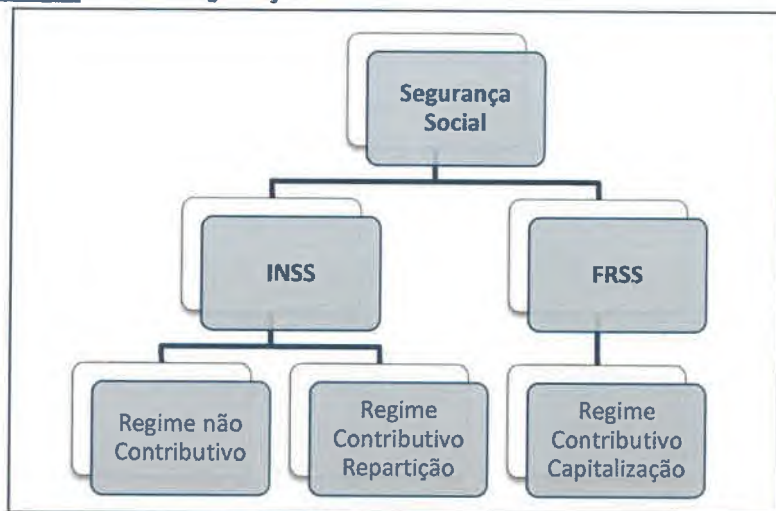 Segurança
Social
INSS
FRSS
Regime não
Contributivo
Regime
Contributivo
Repartição
Regime
Contributivo
Capitalização